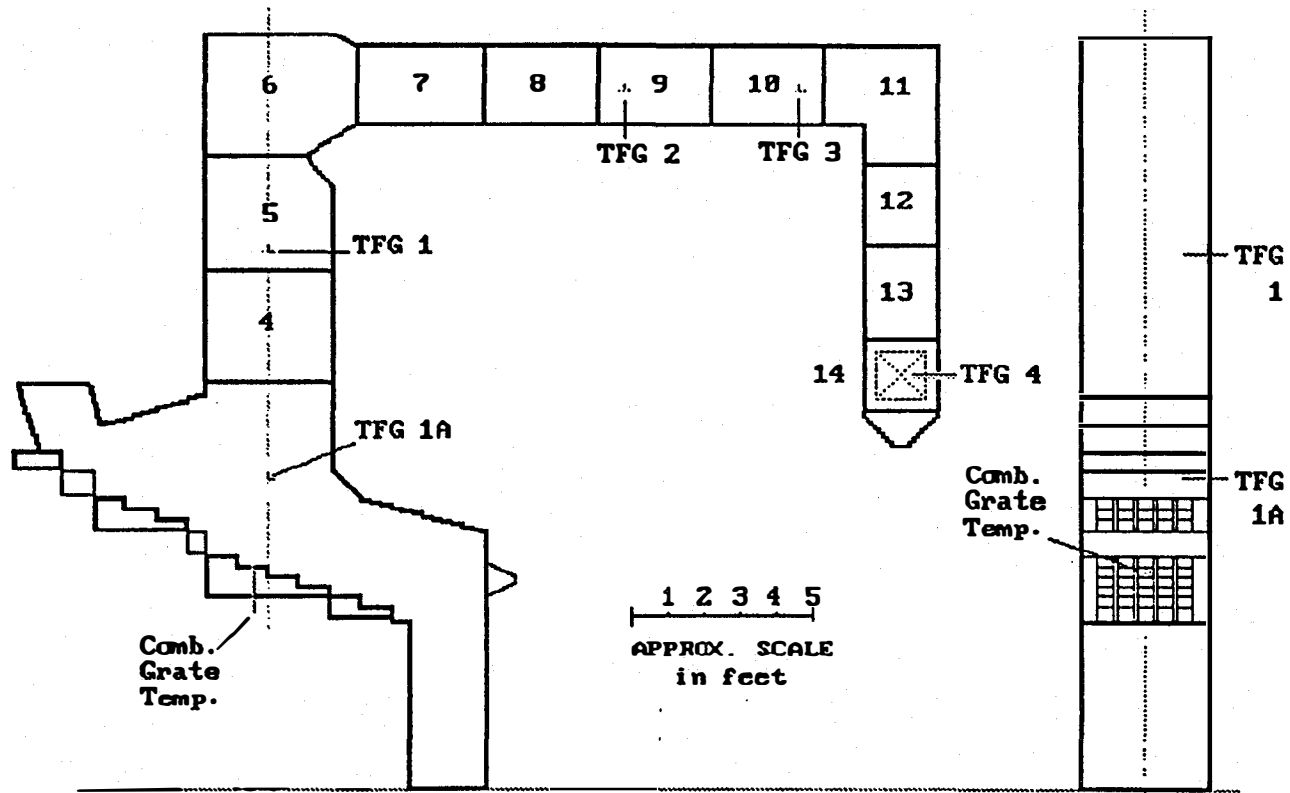 6
7
8
9
10
11
TFG 2
TFG 3
12
5
TFG 1
TFG
1
13
4
14
TFG 4
TFG 1A
Comb.
Grate
Temp.
TFG
1A
1 2 3 4 5
APPROX. SCALE
in feet
Comb.
Grate
Temp.